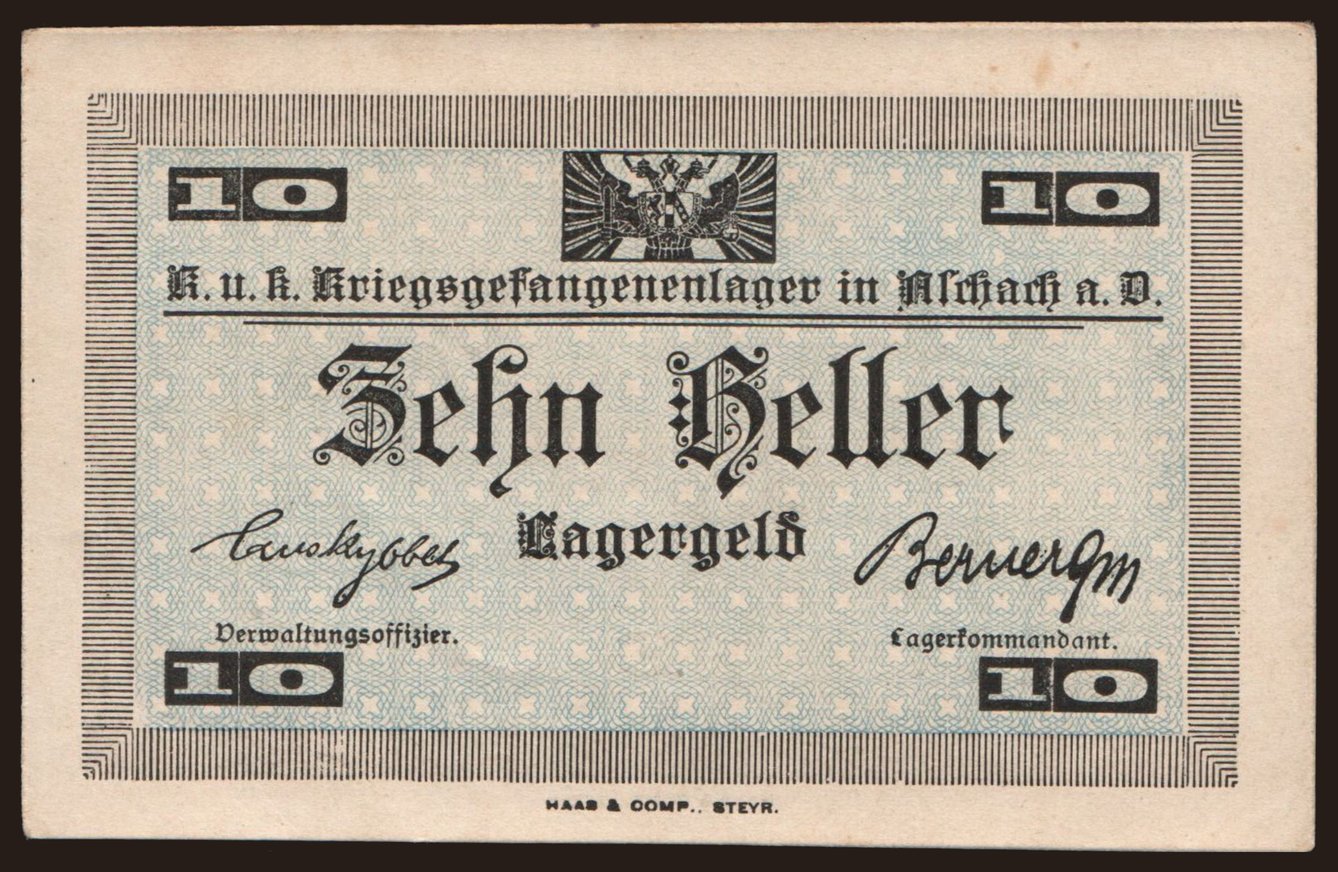 10 10
K. u. k. Kriegsgefangenenlager in Aschach a. D.
Zehn Heller
Lagergeld
Verwaltungsoffizier. Lagerkommandant.
10 10
HAAS & COMP., STEYR.